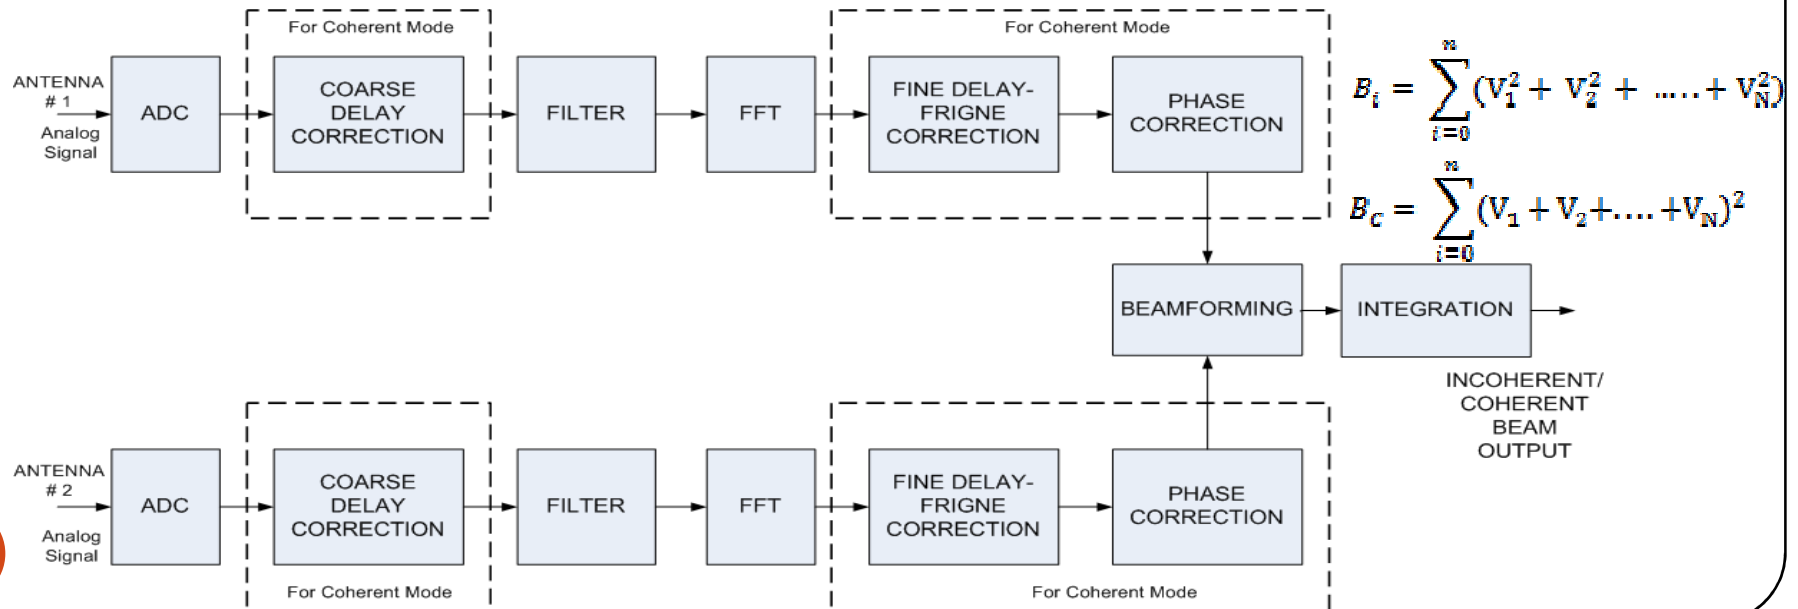 For Coherent Mode
For Coherent Mode
ANTENNA
# 1
Analog
Signal
ADC
COARSE
DELAY
CORRECTION
FILTER
FFT
FINE DELAY-
FRIGNE
CORRECTION
PHASE
CORRECTION
B_i = \sum_{i=0}^{n} (V_1^2 + V_2^2 + .....+ V_N^2)
B_C = \sum_{i=0}^{n} (V_1 + V_2+....+V_N)^2
BEAMFORMING
INTEGRATION
INCOHERENT/
COHERENT
BEAM
OUTPUT
ANTENNA
# 2
Analog
Signal
ADC
COARSE
DELAY
CORRECTION
FILTER
FFT
FINE DELAY-
FRIGNE
CORRECTION
PHASE
CORRECTION
For Coherent Mode
For Coherent Mode